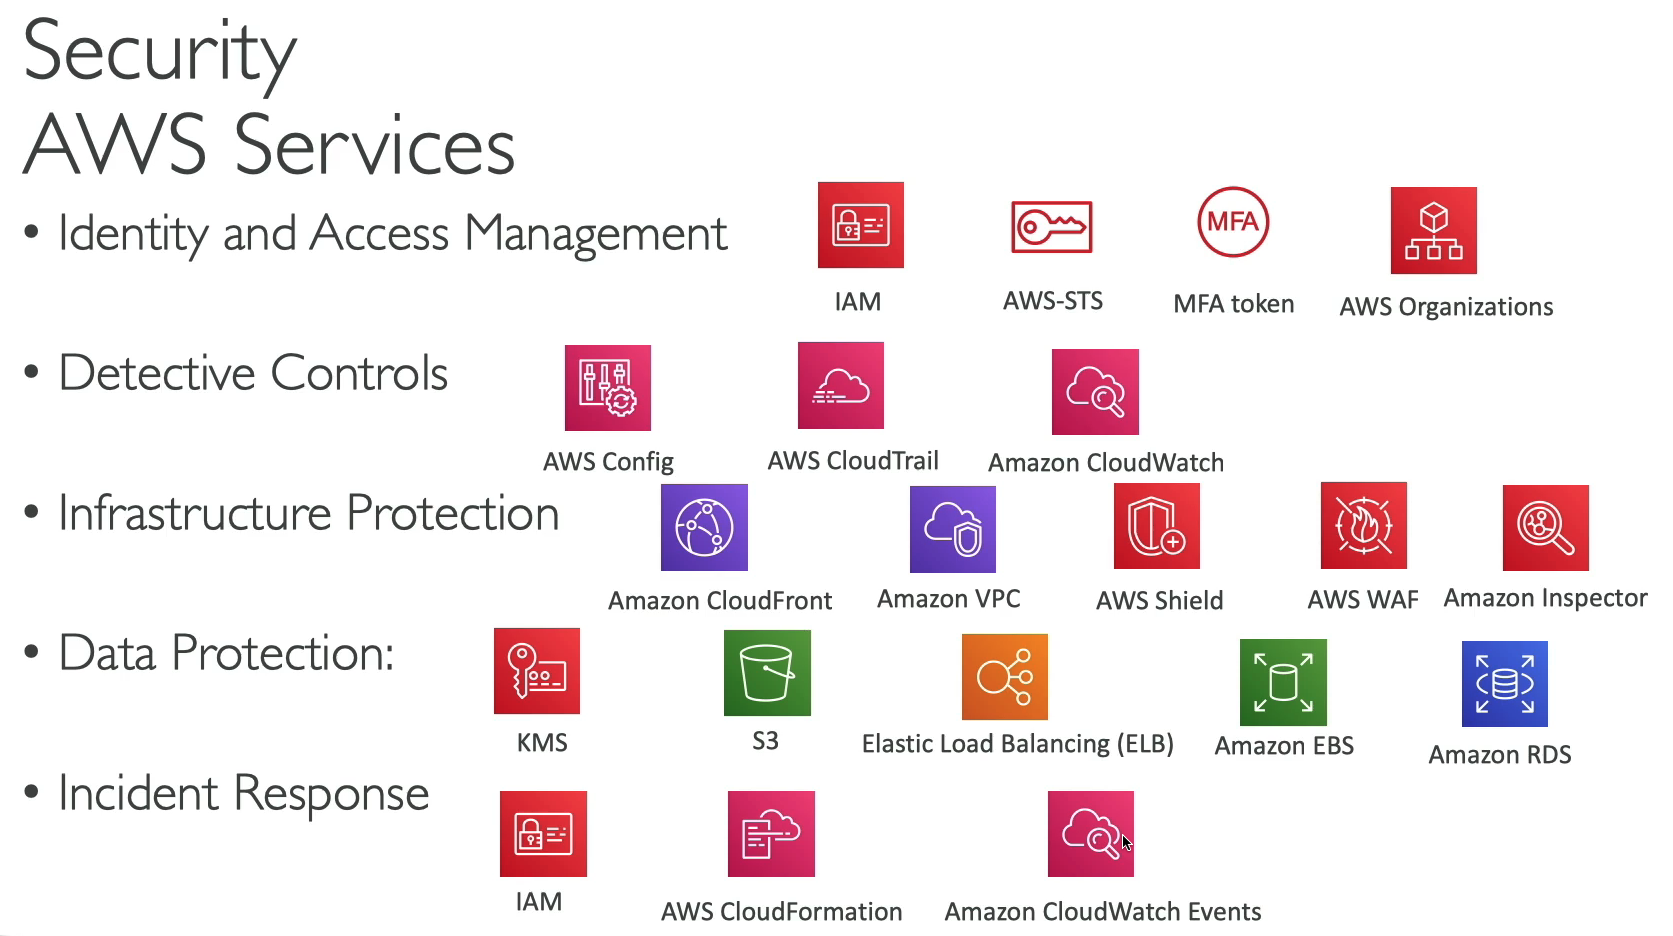 Security
AWS Services
• Identity and Access Management
MFA
IAM
AWS-STS
MFA token
AWS Organizations
• Detective Controls
AWS Config
AWS CloudTrail
Amazon CloudWatch
• Infrastructure Protection
Amazon CloudFront
Amazon VPC
AWS Shield
AWS WAF
Amazon Inspector
• Data Protection:
KMS
S3
Elastic Load Balancing (ELB)
Amazon EBS
Amazon RDS
• Incident Response
IAM
AWS CloudFormation
Amazon CloudWatch Events